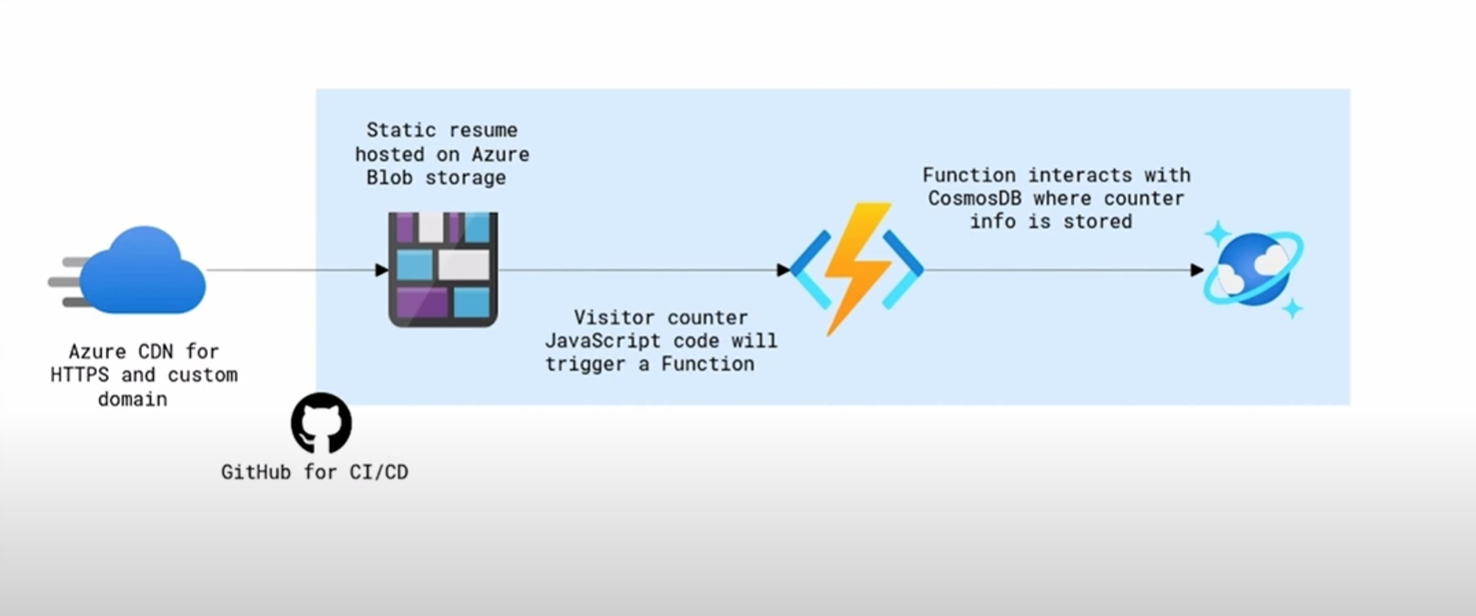 Static resume
hosted on Azure
Blob storage
Function interacts with
CosmosDB where counter
info is stored
Visitor counter
JavaScript code will
trigger a Function
Azure CDN for
HTTPS and custom
domain
GitHub for CI/CD